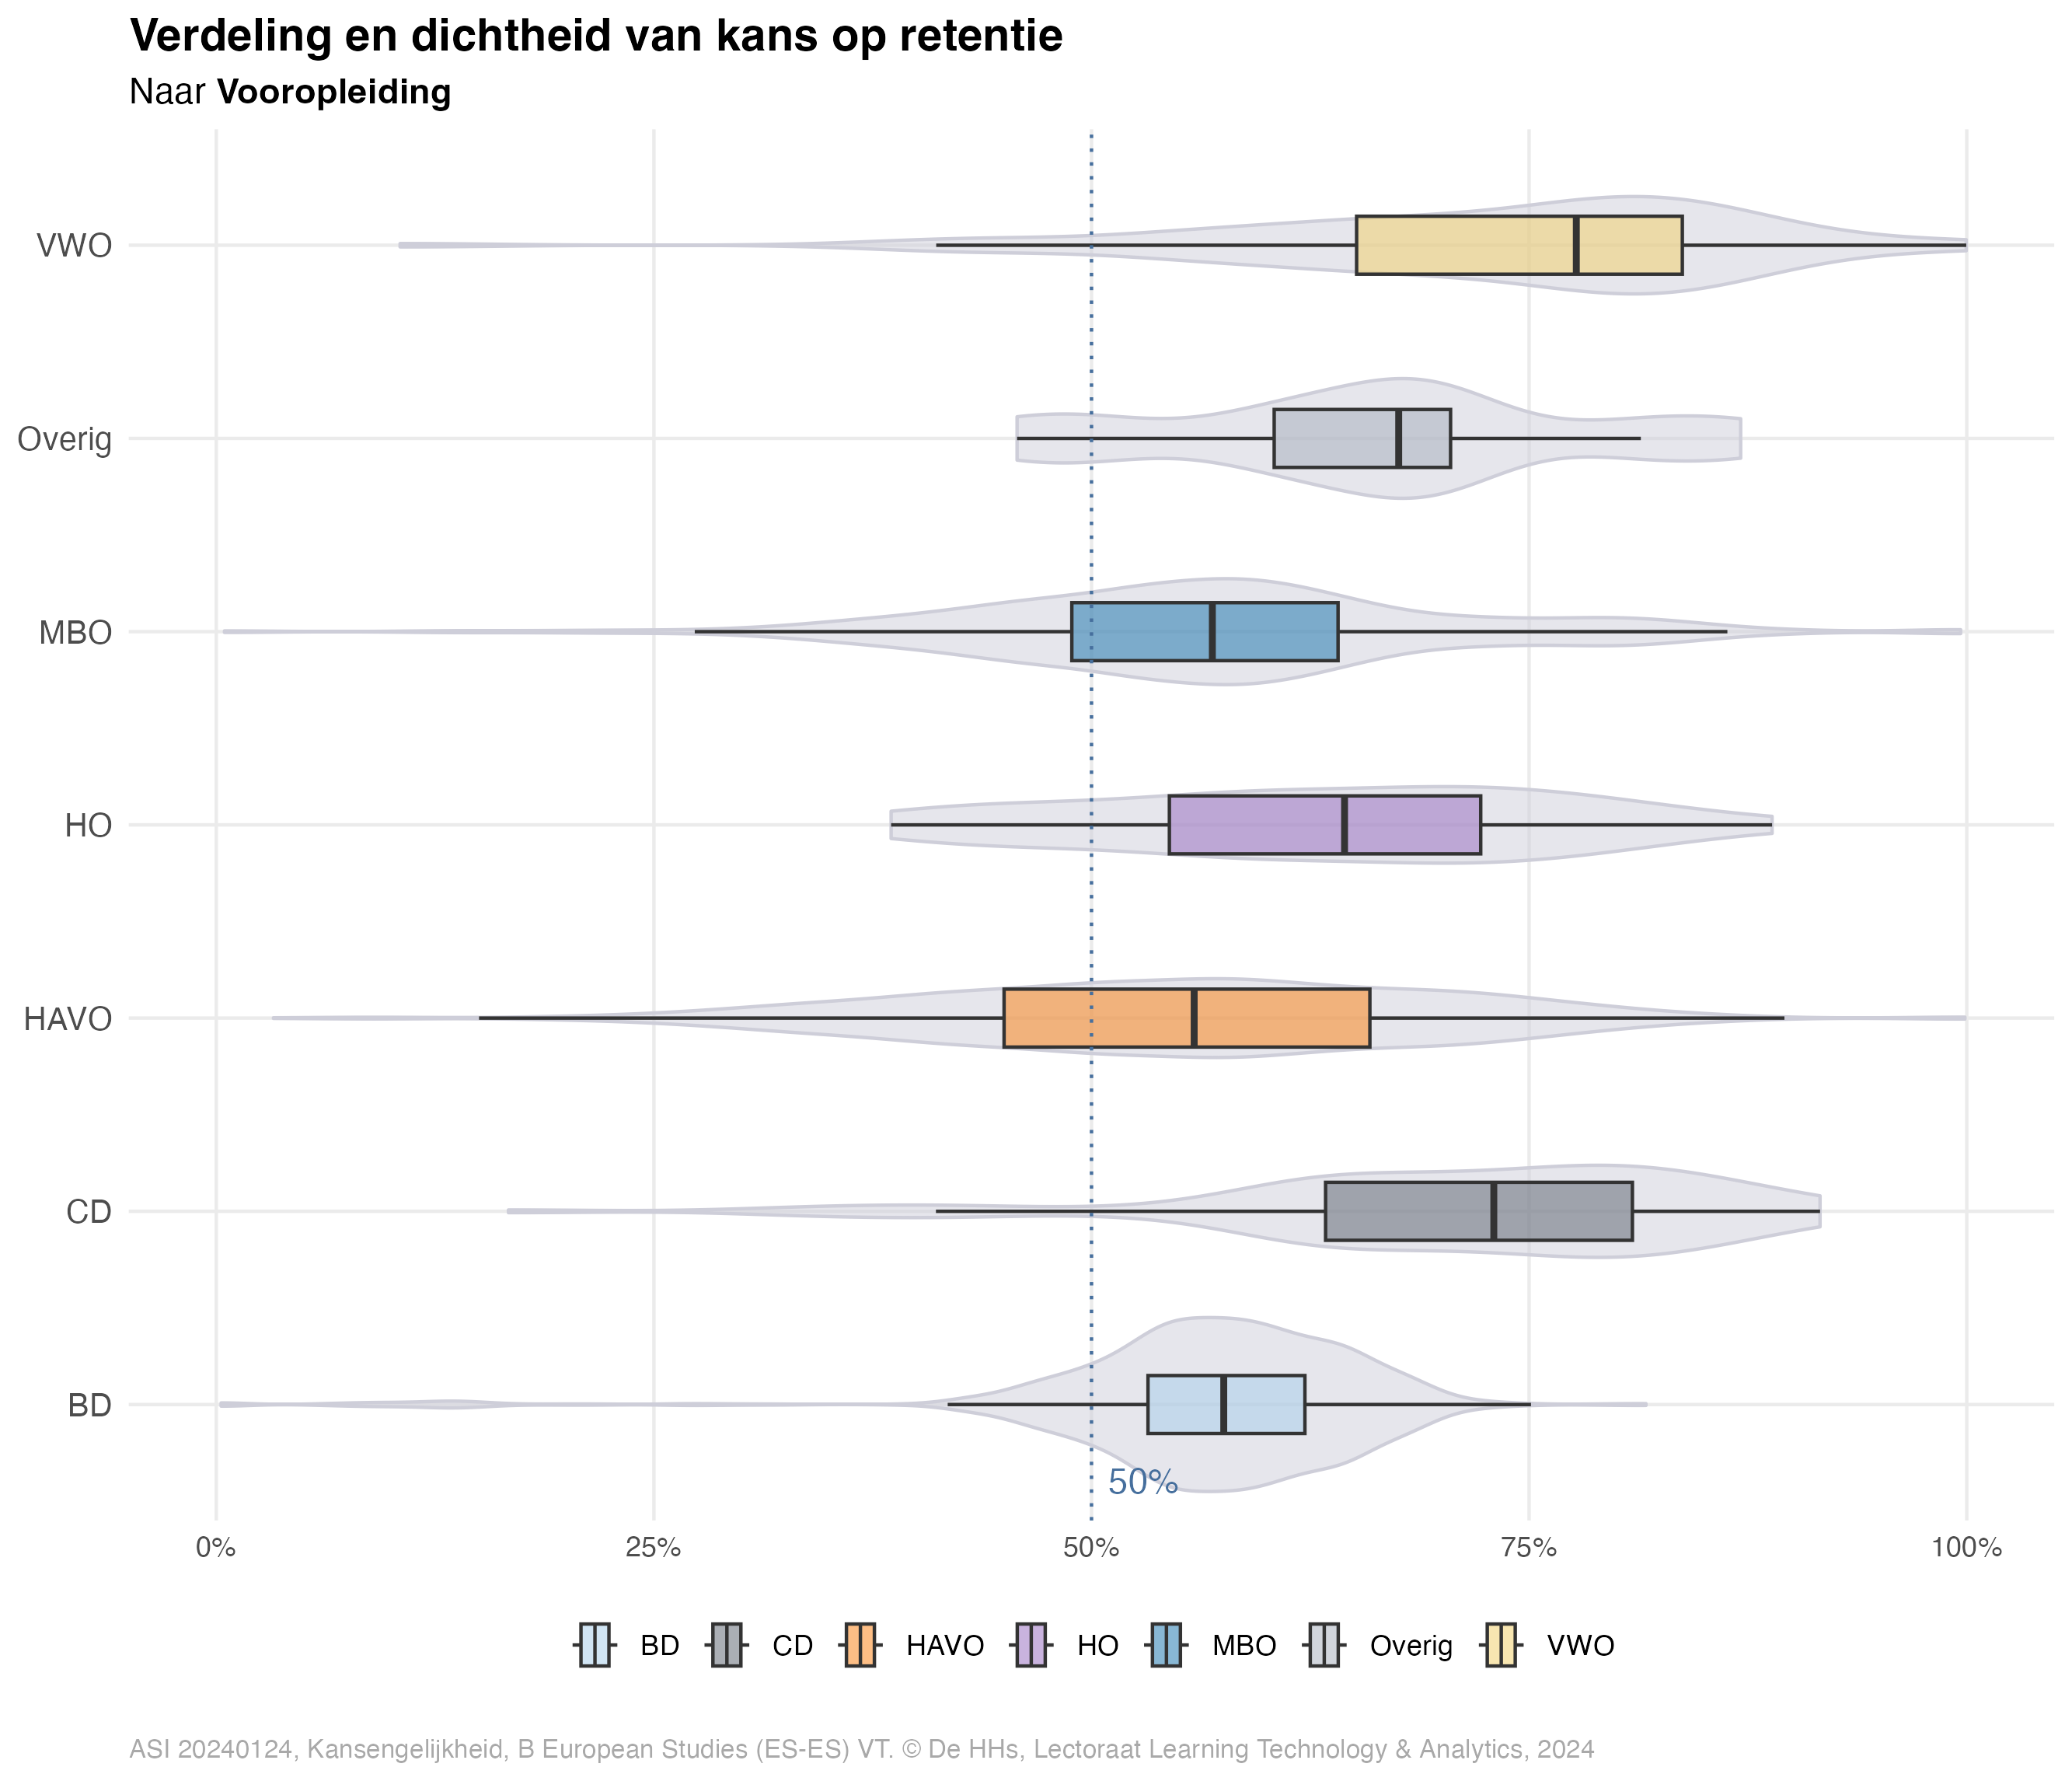 Verdeling en dichtheid van kans op retentie
Naar Vooropleiding
VWO
Overig
MBO
HO
HAVO
CD
BD
50%
0% 25% 50% 75% 100%
BD CD HAVO HO MBO Overig VWO
ASI 20240124, Kansengelijkheid, B European Studies (ES-ES) VT. © De HHs, Lectoraat Learning Technology & Analytics, 2024